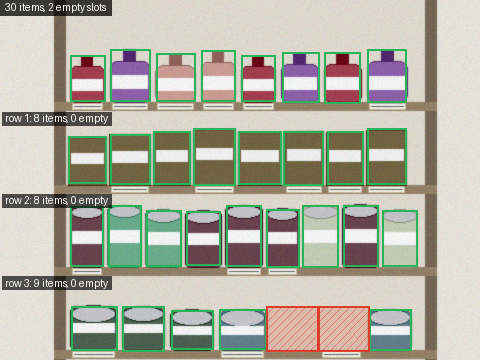 30 items, 2 empty slots
row 1: 8 items, 0 empty
row 2: 8 items, 0 empty
row 3: 9 items, 0 empty